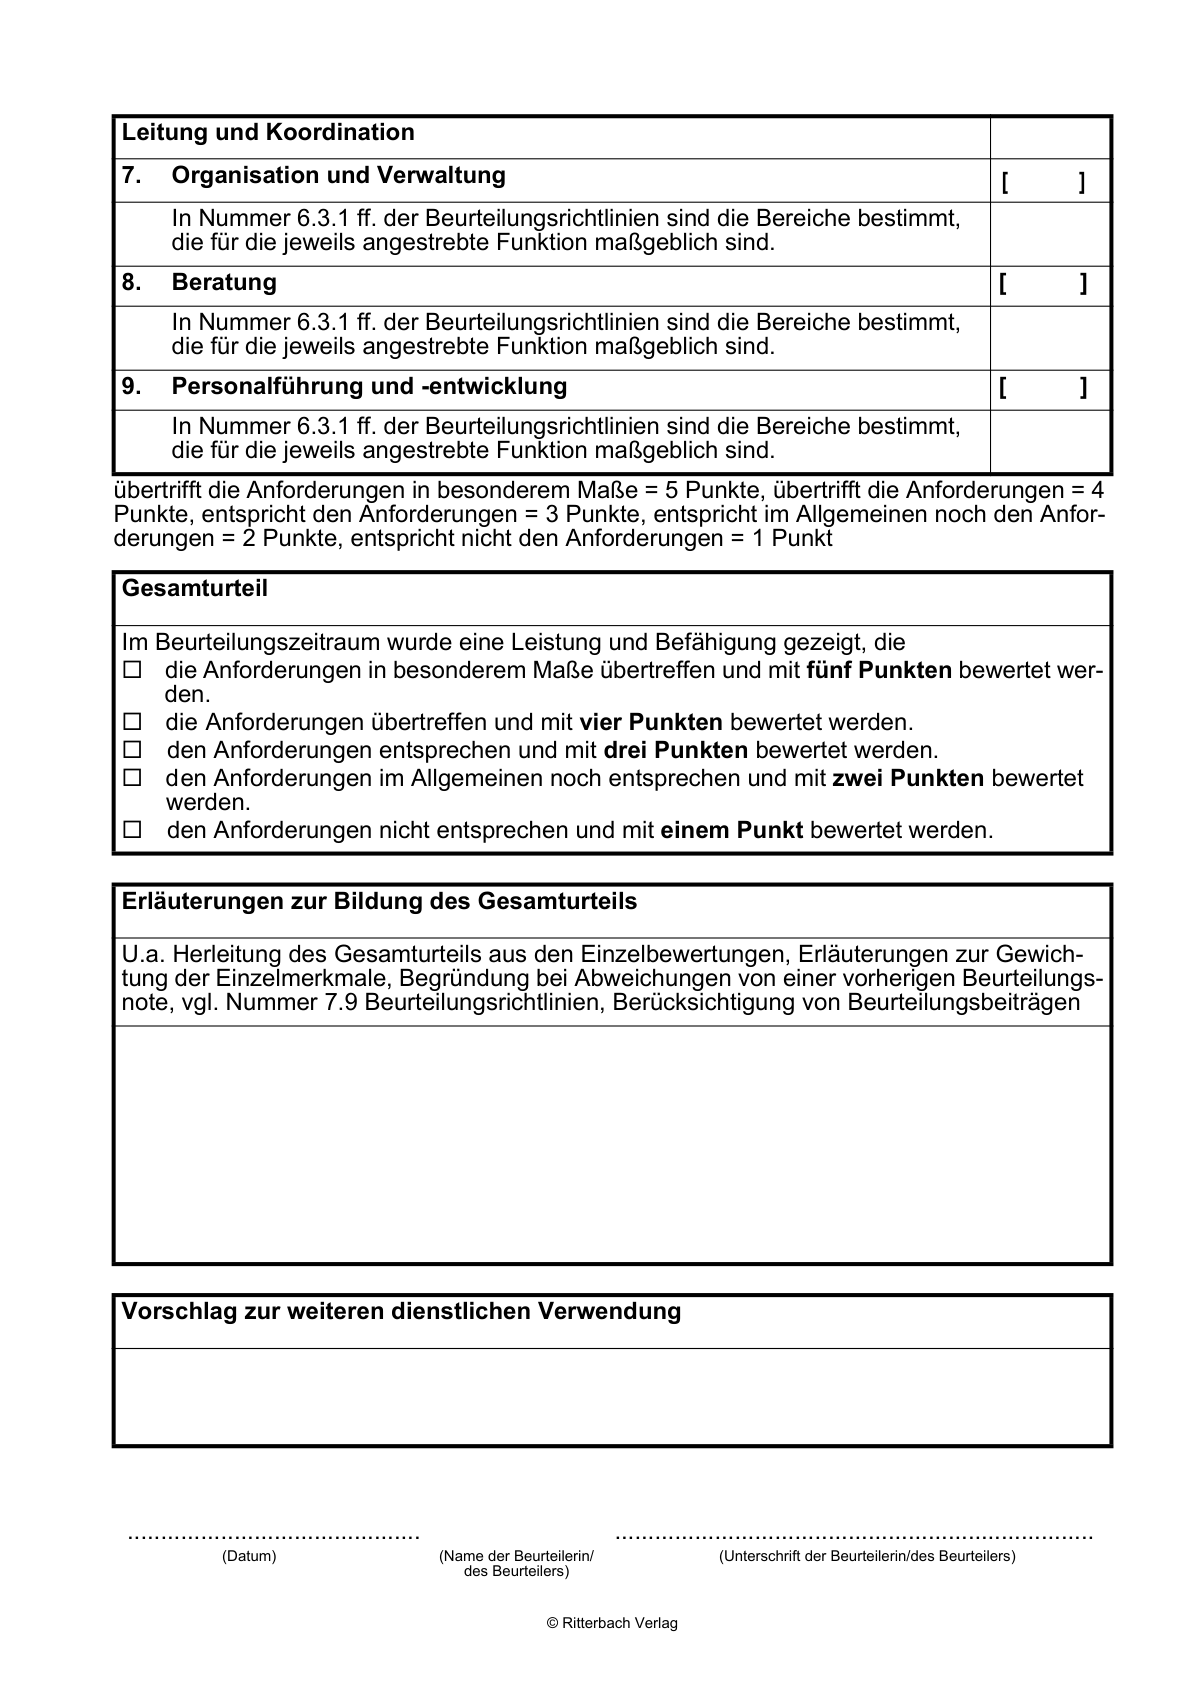 Leitung und Koordination
7. Organisation und Verwaltung [ ]
In Nummer 6.3.1 ff. der Beurteilungsrichtlinien sind die Bereiche bestimmt,
die für die jeweils angestrebte Funktion maßgeblich sind.
8. Beratung [ ]
In Nummer 6.3.1 ff. der Beurteilungsrichtlinien sind die Bereiche bestimmt,
die für die jeweils angestrebte Funktion maßgeblich sind.
9. Personalführung und -entwicklung [ ]
In Nummer 6.3.1 ff. der Beurteilungsrichtlinien sind die Bereiche bestimmt,
die für die jeweils angestrebte Funktion maßgeblich sind.
übertrifft die Anforderungen in besonderem Maße = 5 Punkte, übertrifft die Anforderungen = 4
Punkte, entspricht den Anforderungen = 3 Punkte, entspricht im Allgemeinen noch den Anfor-
derungen = 2 Punkte, entspricht nicht den Anforderungen = 1 Punkt
Gesamturteil
Im Beurteilungszeitraum wurde eine Leistung und Befähigung gezeigt, die
☐ die Anforderungen in besonderem Maße übertreffen und mit fünf Punkten bewertet wer-
den.
☐ die Anforderungen übertreffen und mit vier Punkten bewertet werden.
☐ den Anforderungen entsprechen und mit drei Punkten bewertet werden.
☐ den Anforderungen im Allgemeinen noch entsprechen und mit zwei Punkten bewertet
werden.
☐ den Anforderungen nicht entsprechen und mit einem Punkt bewertet werden.
Erläuterungen zur Bildung des Gesamturteils
U.a. Herleitung des Gesamturteils aus den Einzelbewertungen, Erläuterungen zur Gewich-
tung der Einzelmerkmale, Begründung bei Abweichungen von einer vorherigen Beurteilungs-
note, vgl. Nummer 7.9 Beurteilungsrichtlinien, Berücksichtigung von Beurteilungsbeiträgen
Vorschlag zur weiteren dienstlichen Verwendung
(Datum) (Name der Beurteilerin/ (Unterschrift der Beurteilerin/des Beurteilers)
des Beurteilers)
© Ritterbach Verlag